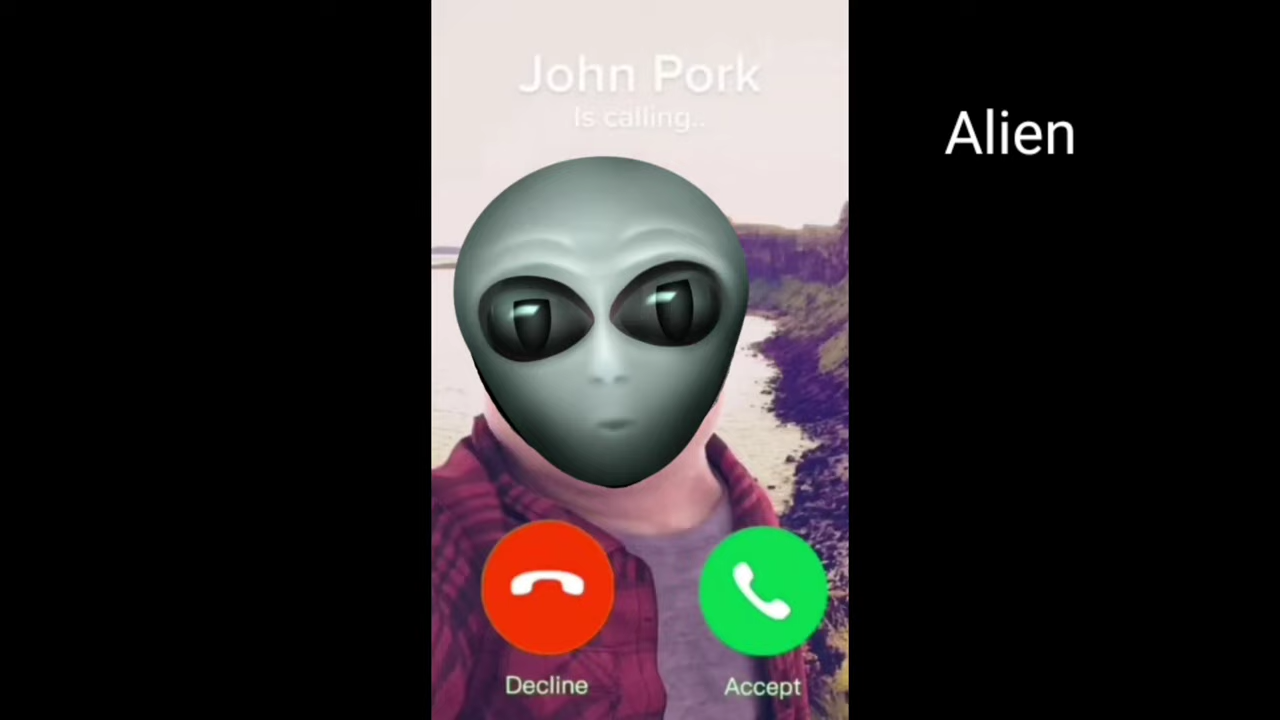 John Pork
Is calling..
Alien
Decline
Accept